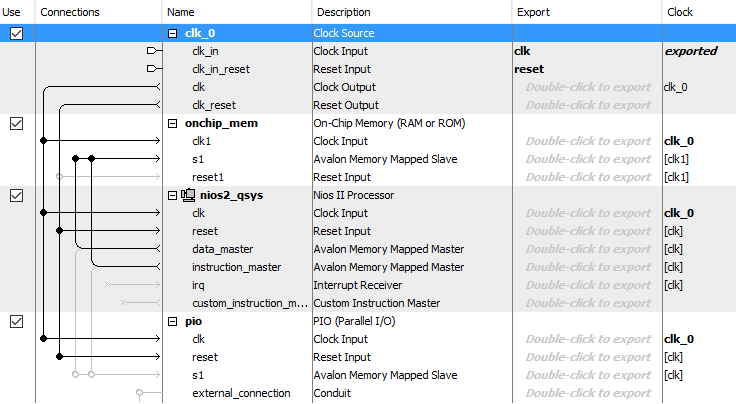 Use Connections Name Description Export Clock
clk_0 Clock Source
clk_in Clock Input clk exported
clk_in_reset Reset Input reset
clk Clock Output Double-click to export clk_0
clk_reset Reset Output Double-click to export
onchip_mem On-Chip Memory (RAM or ROM)
clk1 Clock Input Double-click to export clk_0
s1 Avalon Memory Mapped Slave Double-click to export [clk1]
reset1 Reset Input Double-click to export [clk1]
nios2_qsys Nios II Processor
clk Clock Input Double-click to export clk_0
reset Reset Input Double-click to export [clk]
data_master Avalon Memory Mapped Master Double-click to export [clk]
instruction_master Avalon Memory Mapped Master Double-click to export [clk]
irq Interrupt Receiver Double-click to export [clk]
custom_instruction_m... Custom Instruction Master Double-click to export
pio PIO (Parallel I/O)
clk Clock Input Double-click to export clk_0
reset Reset Input Double-click to export [clk]
s1 Avalon Memory Mapped Slave Double-click to export [clk]
external_connection Conduit Double-click to export